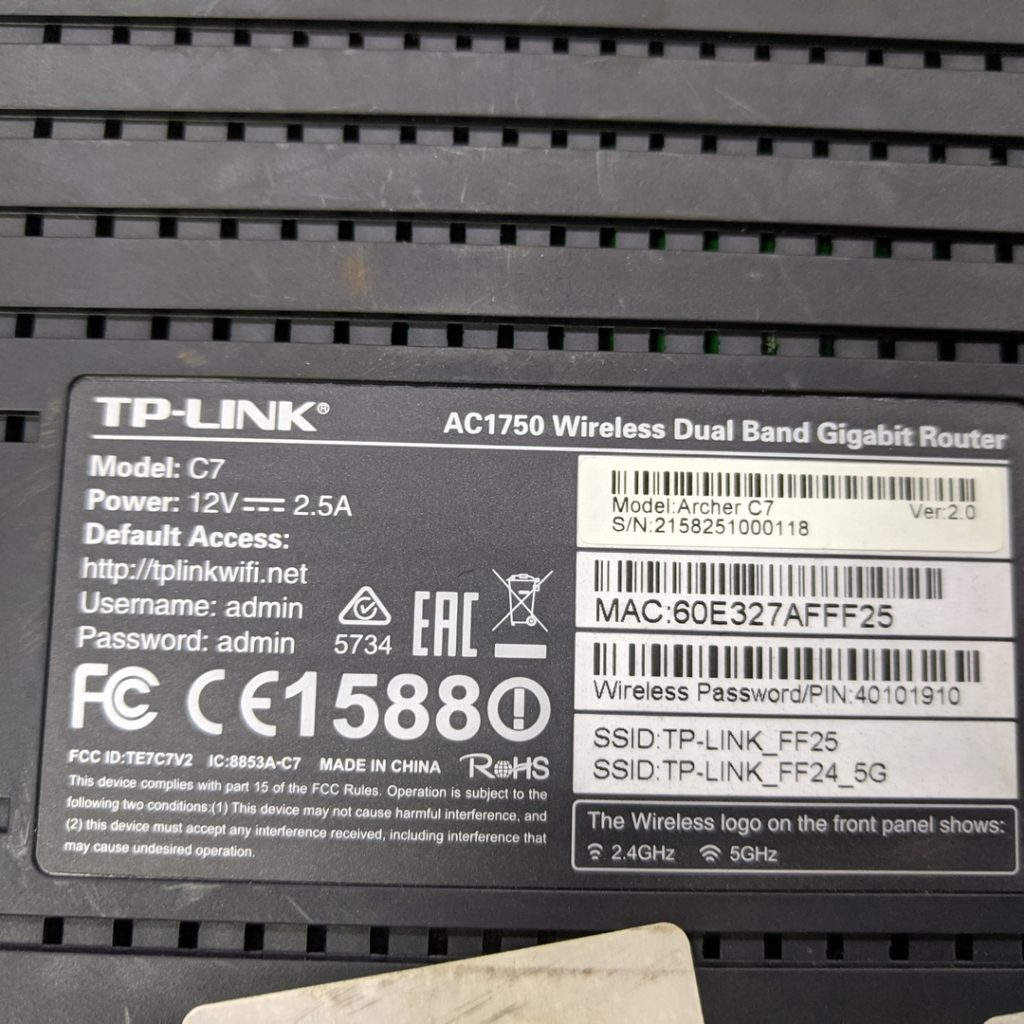 TP-LINK®
AC1750 Wireless Dual Band Gigabit Router
Model: C7
Power: 12V 2.5A
Default Access:
http://tplinkwifi.net
Username: admin
Password: admin
5734
EAC
FC CE1588
FCC ID:TE7C7V2 IC:8853A-C7 MADE IN CHINA RoHS
This device complies with part 15 of the FCC Rules. Operation is subject to the
following two conditions:(1) This device may not cause harmful interference, and
(2) this device must accept any interference received, including interference that
may cause undesired operation.
Model:Archer C7 Ver:2.0
S/N:2158251000118
MAC:60E327AFFF25
Wireless Password/PIN:40101910
SSID:TP-LINK_FF25
SSID:TP-LINK_FF24_5G
The Wireless logo on the front panel shows:
2.4GHz 5GHz